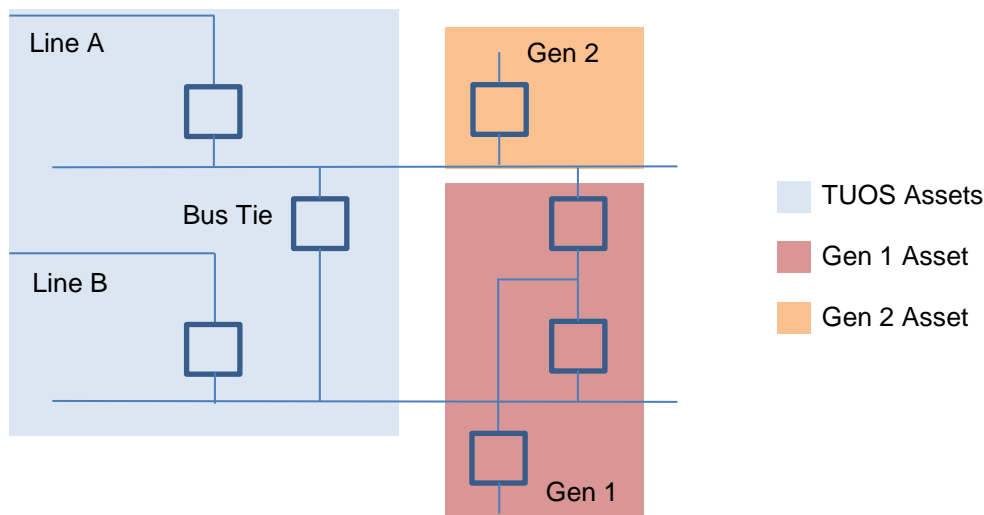 Line A
Gen 2
Bus Tie
TUOS Assets
Gen 1 Asset
Line B
Gen 2 Asset
Gen 1